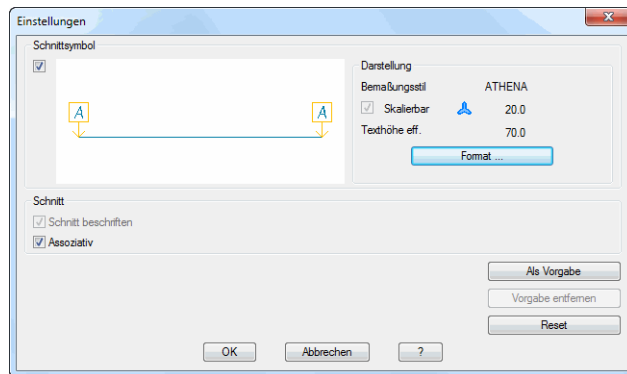 Einstellungen
Schnittsymbol
A A
Darstellung
Bemaßungsstil ATHENA
Skalierbar 20.0
Texthöhe eff. 70.0
Format ...
Schnitt
Schnitt beschriften
Assoziativ
Als Vorgabe
Vorgabe entfernen
Reset
OK Abbrechen ?